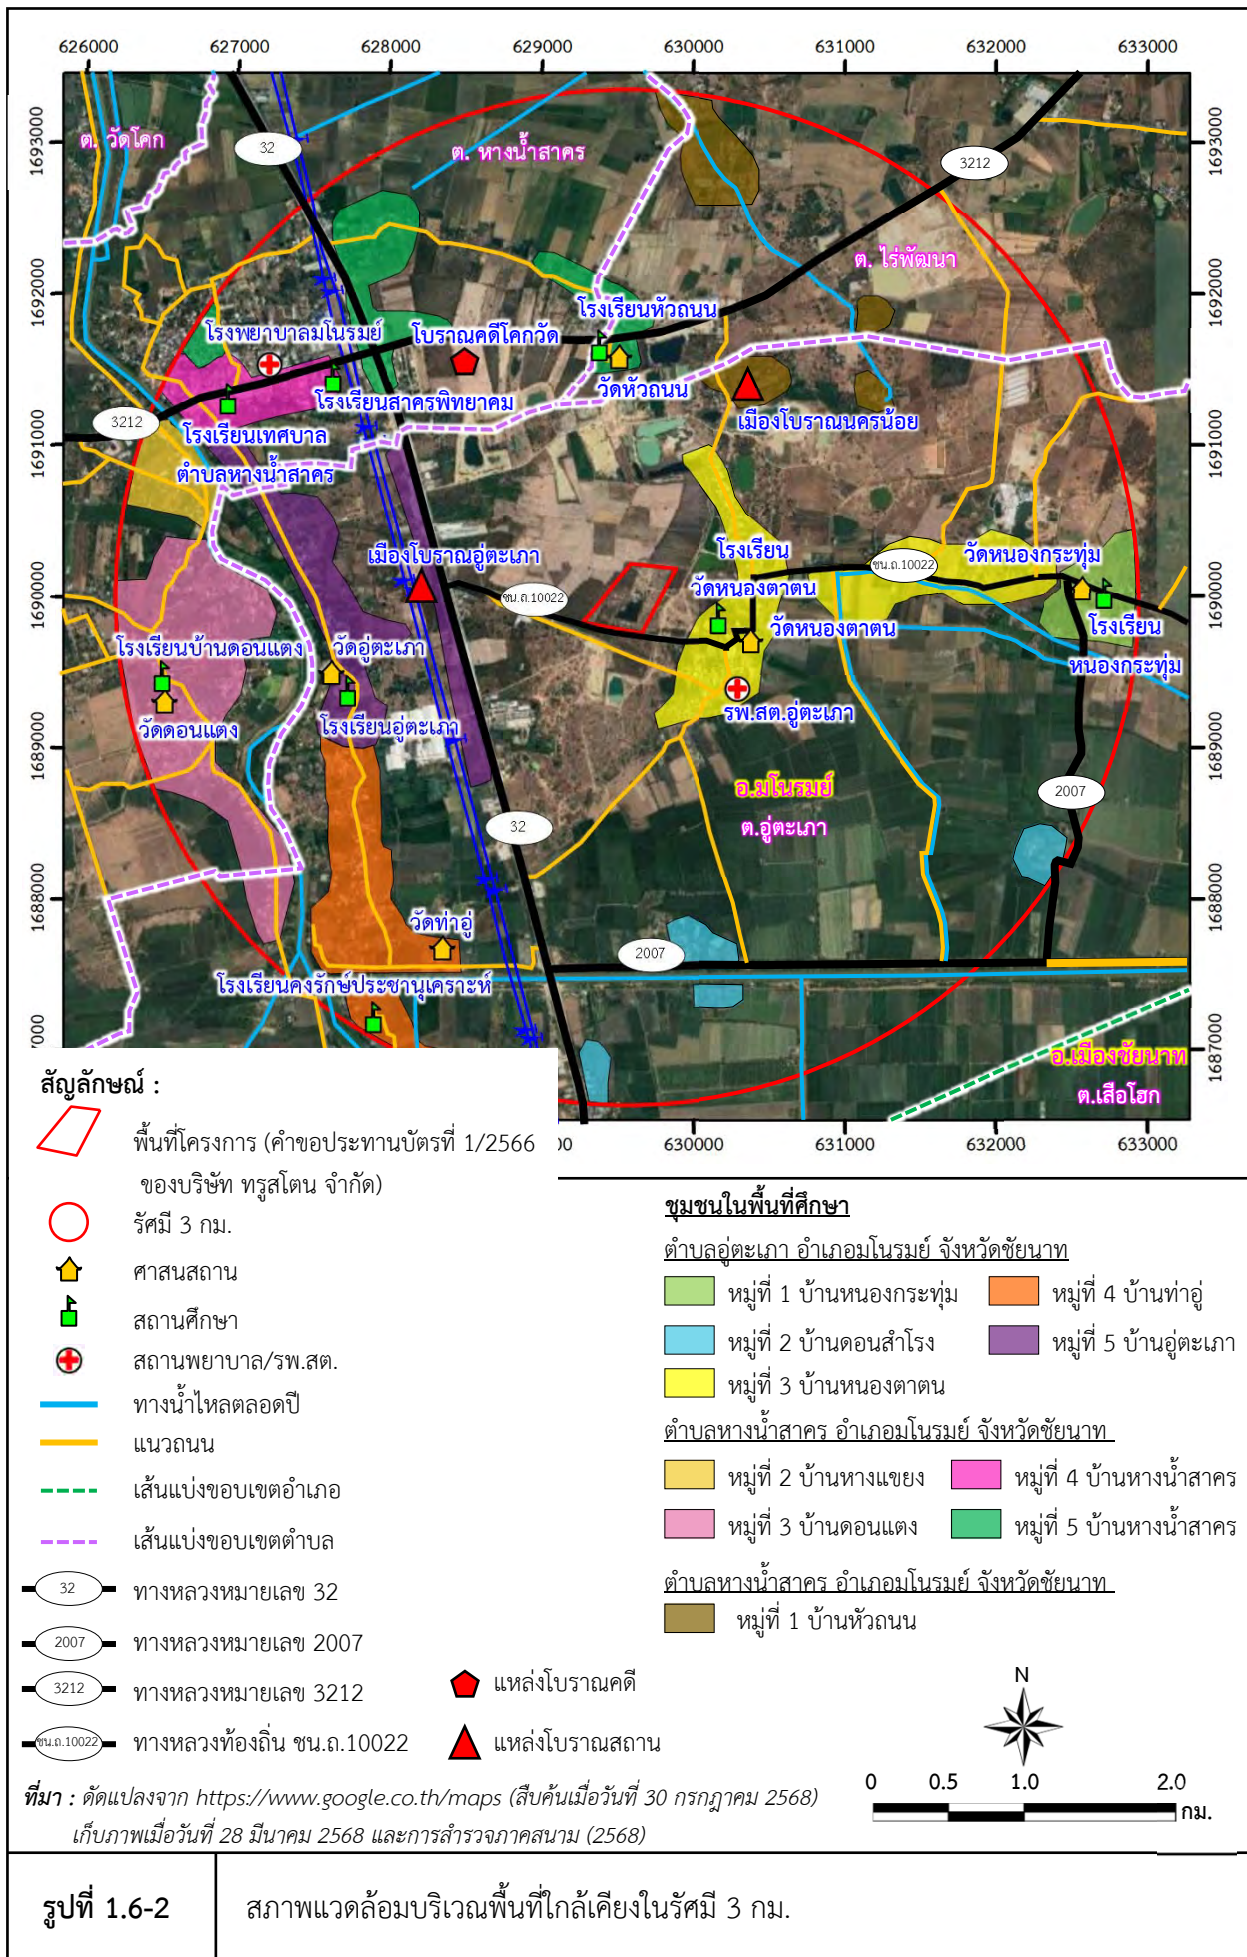 626000 627000 628000 629000 630000 631000 632000 633000
1693000
1692000
1691000
1690000
1689000
1688000
7000
1693000
1692000
1691000
1690000
1689000
1688000
1687000
ต. วัดโคก
32
ต. หางน้ำสาคร
3212
ต. ไร่พัฒนา
โรงเรียนหัวถนน
โรงพยาบาลมโนรมย์
โบราณคดีโคกวัด
วัดหัวถนน
โรงเรียนสาครพิทยาคม
3212
โรงเรียนเทศบาล
ตำบลหางน้ำสาคร
เมืองโบราณนครน้อย
เมืองโบราณอู่ตะเภา
โรงเรียน
วัดหนองตาตน
ชน.ถ.10022
ชน.ถ.10022
วัดหนองกระทุ่ม
วัดหนองตาตน
โรงเรียน
หนองกระทุ่ม
โรงเรียนบ้านดอนแตง
วัดอู่ตะเภา
วัดดอนแตง
โรงเรียนอู่ตะเภา
รพ.สต.อู่ตะเภา
อ.มโนรมย์
ต.อู่ตะเภา
2007
32
วัดท่าอู่
2007
โรงเรียนคงรักษ์ประชานุเคราะห์
อ.เมืองชัยนาท
ต.เสือโฮก
00 630000 631000 632000 633000
สัญลักษณ์ :
พื้นที่โครงการ (คำขอประทานบัตรที่ 1/2566
ของบริษัท ทรูสโตน จำกัด)
รัศมี 3 กม.
ศาสนสถาน
สถานศึกษา
สถานพยาบาล/รพ.สต.
ทางน้ำไหลตลอดปี
แนวถนน
เส้นแบ่งขอบเขตอำเภอ
เส้นแบ่งขอบเขตตำบล
32 ทางหลวงหมายเลข 32
2007 ทางหลวงหมายเลข 2007
3212 ทางหลวงหมายเลข 3212
ชน.ถ.10022 ทางหลวงท้องถิ่น ชน.ถ.10022
แหล่งโบราณคดี
แหล่งโบราณสถาน
ชุมชนในพื้นที่ศึกษา
ตำบลอู่ตะเภา อำเภอมโนรมย์ จังหวัดชัยนาท
หมู่ที่ 1 บ้านหนองกระทุ่ม หมู่ที่ 4 บ้านท่าอู่
หมู่ที่ 2 บ้านดอนสำโรง หมู่ที่ 5 บ้านอู่ตะเภา
หมู่ที่ 3 บ้านหนองตาตน
ตำบลหางน้ำสาคร อำเภอมโนรมย์ จังหวัดชัยนาท
หมู่ที่ 2 บ้านหางแขยง หมู่ที่ 4 บ้านหางน้ำสาคร
หมู่ที่ 3 บ้านดอนแตง หมู่ที่ 5 บ้านหางน้ำสาคร
ตำบลหางน้ำสาคร อำเภอมโนรมย์ จังหวัดชัยนาท
หมู่ที่ 1 บ้านหัวถนน
N
0 0.5 1.0 2.0
กม.
ที่มา : ดัดแปลงจาก https://www.google.co.th/maps (สืบค้นเมื่อวันที่ 30 กรกฎาคม 2568)
เก็บภาพเมื่อวันที่ 28 มีนาคม 2568 และการสำรวจภาคสนาม (2568)
รูปที่ 1.6-2 สภาพแวดล้อมบริเวณพื้นที่ใกล้เคียงในรัศมี 3 กม.